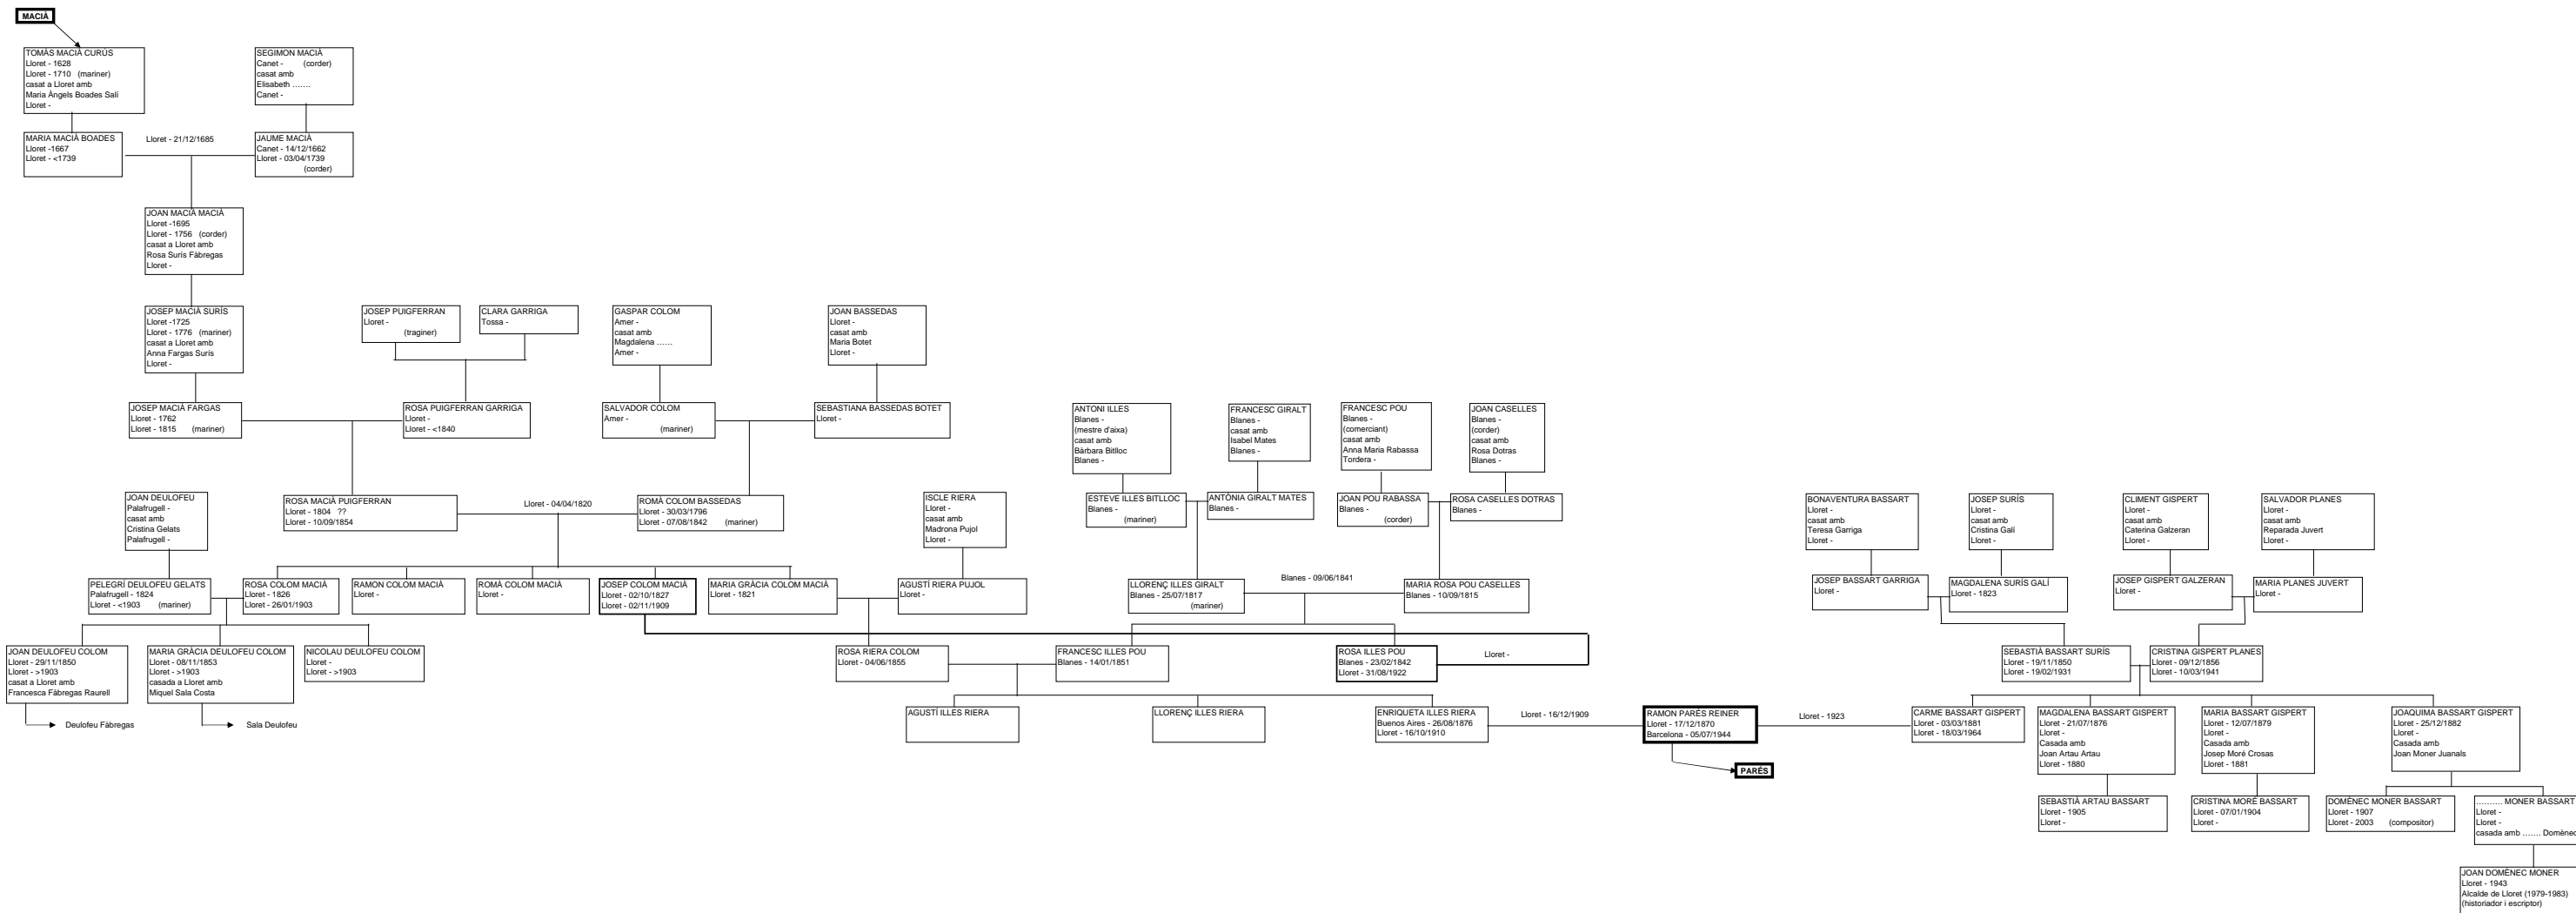 MACIÀ
TOMÀS MACIÀ CURÚS
Lloret - 1628
Lloret - 1710 (mariner)
casat a Lloret amb
Maria Àngels Boades Salí
Lloret -
SEGIMON MACIÀ
Canet - (corder)
casat amb
Elisabeth .......
Canet -
MARIA MACIÀ BOADES
Lloret -1667
Lloret - <1739
Lloret - 21/12/1685
JAUME MACIÀ
Canet - 14/12/1662
Lloret - 03/04/1739
(corder)
JOAN MACIÀ MACIÀ
Lloret -1695
Lloret - 1756 (corder)
casat a Lloret amb
Rosa Surís Fàbregas
Lloret -
JOSEP MACIÀ SURÍS
Lloret -1725
Lloret - 1776 (mariner)
casat a Lloret amb
Anna Fargas Surís
Lloret -
JOSEP PUIGFERRAN
Lloret -
(traginer)
CLARA GARRIGA
Tossa -
GASPAR COLOM
Amer -
casat amb
Magdalena ......
Amer -
JOAN BASSEDAS
Lloret -
casat amb
Maria Botet
Lloret -
JOSEP MACIÀ FARGAS
Lloret - 1762
Lloret - 1815 (mariner)
ROSA PUIGFERRAN GARRIGA
Lloret -
Lloret - <1840
SALVADOR COLOM
Amer -
(mariner)
SEBASTIANA BASSEDAS BOTET
Lloret -
ANTONI ILLES
Blanes -
(mestre d'aixa)
casat amb
Bàrbara Bitlloc
Blanes -
FRANCESC GIRALT
Blanes -
casat amb
Isabel Mates
Blanes -
FRANCESC POU
Blanes -
(comerciant)
casat amb
Anna Maria Rabassa
Tordera -
JOAN CASELLES
Blanes -
(corder)
casat amb
Rosa Dotras
Blanes -
JOAN DEULOFEU
Palafrugell -
casat amb
Cristina Gelats
Palafrugell -
ROSA MACIÀ PUIGFERRAN
Lloret - 1804 ??
Lloret - 10/09/1854
Lloret - 04/04/1820
ROMÀ COLOM BASSEDAS
Lloret - 30/03/1796
Lloret - 07/08/1842 (mariner)
ISCLE RIERA
Lloret -
casat amb
Madrona Pujol
Lloret -
ESTEVE ILLES BITLLOC
Blanes -
(mariner)
ANTÒNIA GIRALT MATES
Blanes -
JOAN POU RABASSA
Blanes -
(corder)
ROSA CASELLES DOTRAS
Blanes -
BONAVENTURA BASSART
Lloret -
casat amb
Teresa Garriga
Lloret -
JOSEP SURÍS
Lloret -
casat amb
Cristina Galí
Lloret -
CLIMENT GISPERT
Lloret -
casat amb
Caterina Galzeran
Lloret -
SALVADOR PLANES
Lloret -
casat amb
Reparada Juvert
Lloret -
PELEGRÍ DEULOFEU GELATS
Palafrugell - 1824
Lloret - <1903 (mariner)
ROSA COLOM MACIÀ
Lloret - 1826
Lloret - 26/01/1903
RAMON COLOM MACIÀ
Lloret -
ROMÀ COLOM MACIÀ
Lloret -
JOSEP COLOM MACIÀ
Lloret - 02/10/1827
Lloret - 02/11/1909
MARIA GRÀCIA COLOM MACIÀ
Lloret - 1821
AGUSTÍ RIERA PUJOL
Lloret -
LLORENÇ ILLES GIRALT
Blanes - 25/07/1817
(mariner)
Blanes - 09/06/1841
MARIA ROSA POU CASELLES
Blanes - 10/09/1815
JOSEP BASSART GARRIGA
Lloret -
MAGDALENA SURÍS GALÍ
Lloret - 1823
JOSEP GISPERT GALZERAN
Lloret -
MARIA PLANES JUVERT
Lloret -
JOAN DEULOFEU COLOM
Lloret - 29/11/1850
Lloret - >1903
casat a Lloret amb
Francesca Fàbregas Raurell
MARIA GRÀCIA DEULOFEU COLOM
Lloret - 08/11/1853
Lloret - >1903
casada a Lloret amb
Miquel Sala Costa
NICOLAU DEULOFEU COLOM
Lloret -
Lloret - >1903
ROSA RIERA COLOM
Lloret - 04/06/1855
FRANCESC ILLES POU
Blanes - 14/01/1851
ROSA ILLES POU
Blanes - 23/02/1842
Lloret - 31/08/1922
Lloret -
SEBASTIÀ BASSART SURÍS
Lloret - 19/11/1850
Lloret - 19/02/1931
CRISTINA GISPERT PLANES
Lloret - 09/12/1856
Lloret - 10/03/1941
Deulofeu Fàbregas
Sala Deulofeu
AGUSTÍ ILLES RIERA
LLORENÇ ILLES RIERA
ENRIQUETA ILLES RIERA
Buenos Aires - 26/08/1876
Lloret - 16/10/1910
Lloret - 16/12/1909
RAMON PARÉS REINER
Lloret - 17/12/1870
Barcelona - 05/07/1944
Lloret - 1923
CARME BASSART GISPERT
Lloret - 03/03/1881
Lloret - 18/03/1964
MAGDALENA BASSART GISPERT
Lloret - 21/07/1876
Lloret -
Casada amb
Joan Artau Artau
Lloret - 1880
MARIA BASSART GISPERT
Lloret - 12/07/1879
Lloret -
Casada amb
Josep Moré Crosas
Lloret - 1881
JOAQUIMA BASSART GISPERT
Lloret - 25/12/1882
Lloret -
Casada amb
Joan Moner Juanals
PARÉS
SEBASTIÀ ARTAU BASSART
Lloret - 1905
Lloret -
CRISTINA MORÉ BASSART
Lloret - 07/01/1904
Lloret -
DOMÈNEC MONER BASSART
Lloret - 1907
Lloret - 2003 (compositor)
.......... MONER BASSART
Lloret -
Lloret -
casada amb ....... Domènec
JOAN DOMÈNEC MONER
Lloret - 1943
Alcalde de Lloret (1979-1983)
(historiador i escriptor)